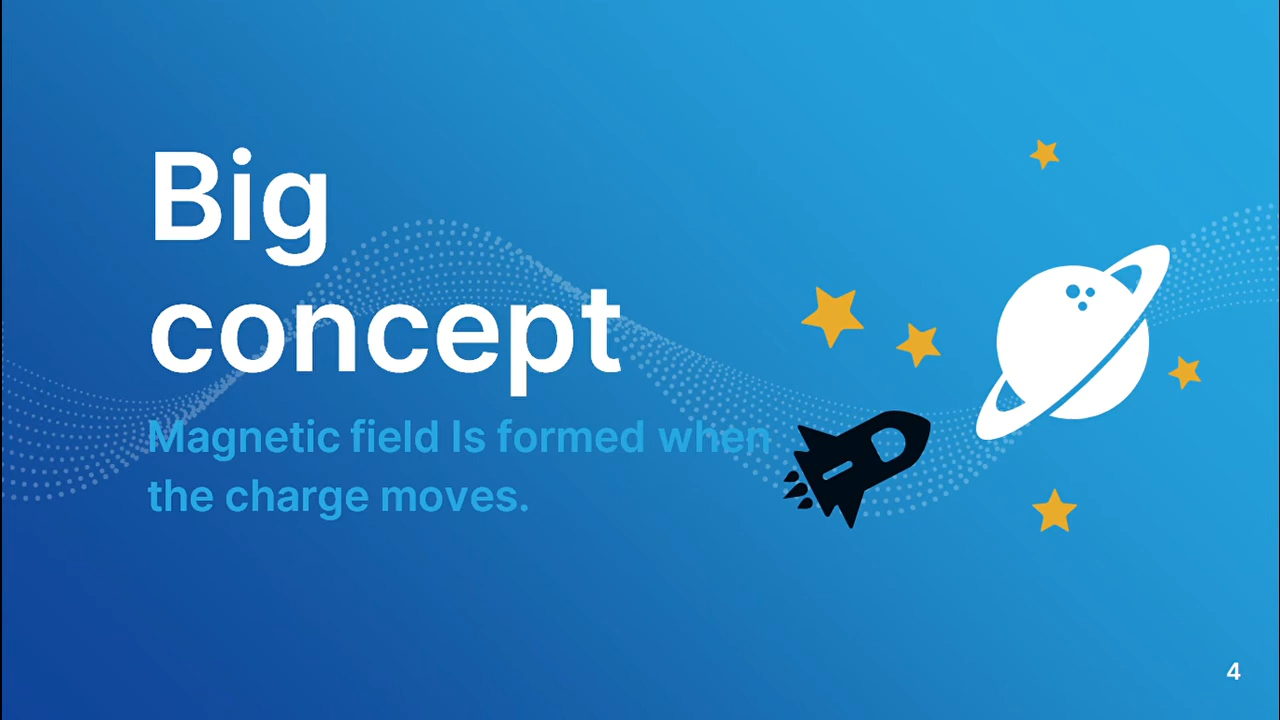 Big
concept
Magnetic field Is formed when
the charge moves.
4